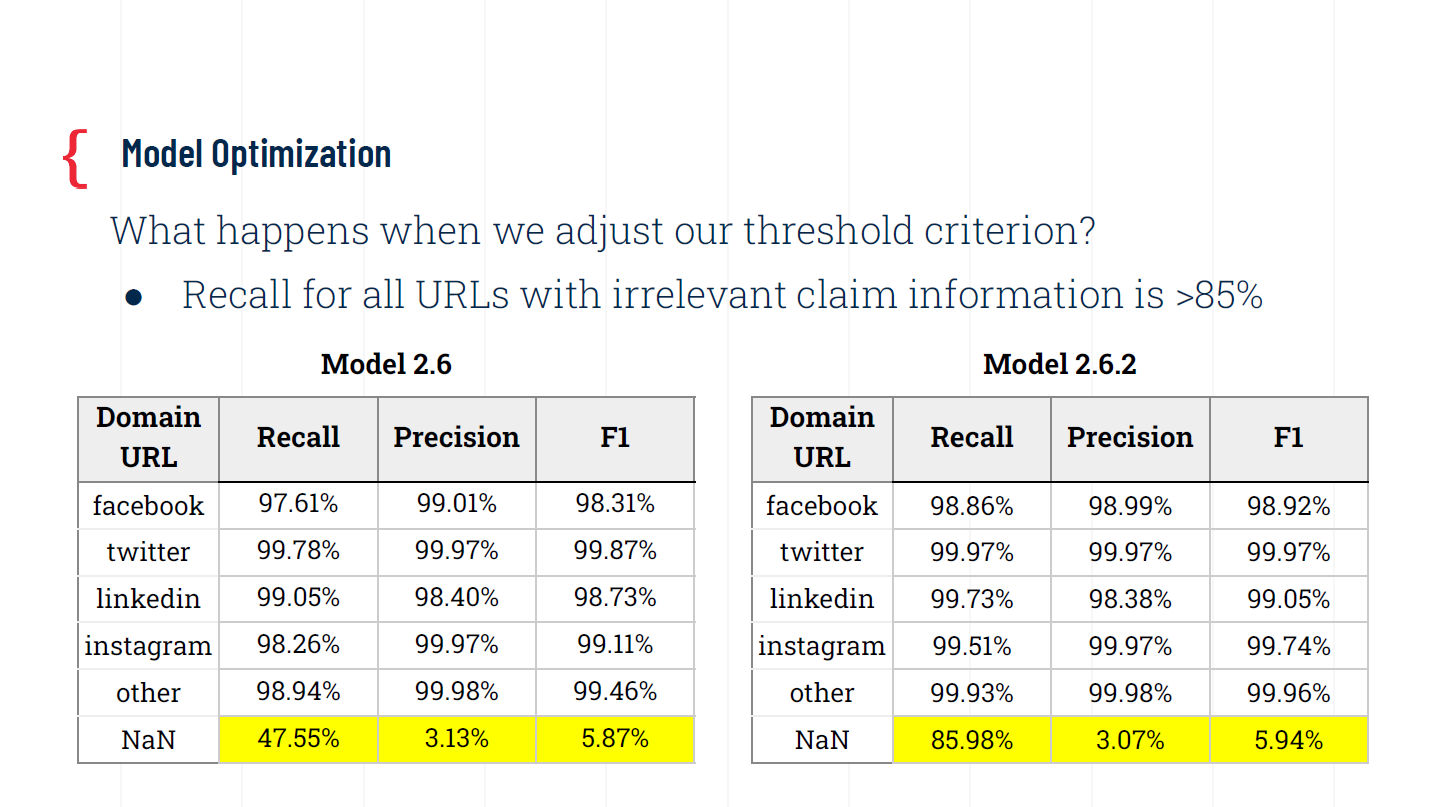 { Model Optimization
What happens when we adjust our threshold criterion?
● Recall for all URLs with irrelevant claim information is >85%
Model 2.6
Domain URL Recall Precision F1
facebook 97.61% 99.01% 98.31%
twitter 99.78% 99.97% 99.87%
linkedin 99.05% 98.40% 98.73%
instagram 98.26% 99.97% 99.11%
other 98.94% 99.98% 99.46%
NaN 47.55% 3.13% 5.87%
Model 2.6.2
Domain URL Recall Precision F1
facebook 98.86% 98.99% 98.92%
twitter 99.97% 99.97% 99.97%
linkedin 99.73% 98.38% 99.05%
instagram 99.51% 99.97% 99.74%
other 99.93% 99.98% 99.96%
NaN 85.98% 3.07% 5.94%